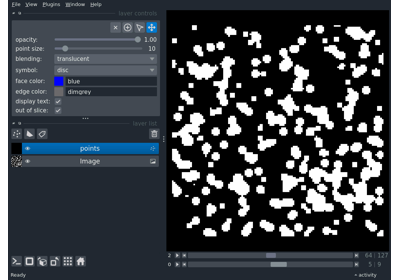 File View Plugins Window Help
layer controls
opacity: 1.00
point size: 10
blending: translucent
symbol: disc
face color: blue
edge color: dimgrey
display text:
out of slice:
layer list
points
Image
2 64 127
0 5 9
Ready
activity